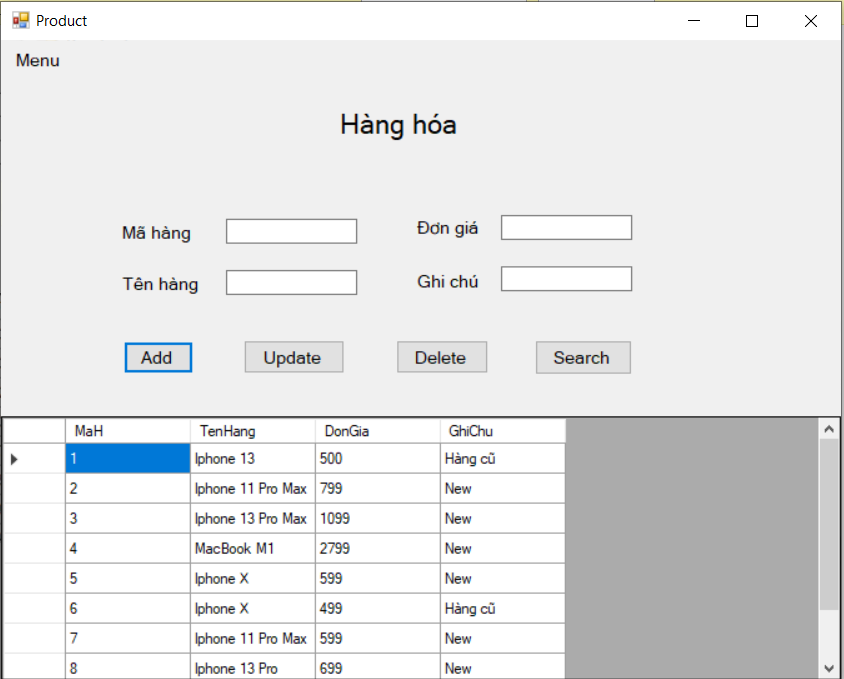 Product
Menu
Hàng hóa
Mã hàng Đơn giá
Tên hàng Ghi chú
Add Update Delete Search
MaH TenHang DonGia GhiChu
1 Iphone 13 500 Hàng cũ
2 Iphone 11 Pro Max 799 New
3 Iphone 13 Pro Max 1099 New
4 MacBook M1 2799 New
5 Iphone X 599 New
6 Iphone X 499 Hàng cũ
7 Iphone 11 Pro Max 599 New
8 Iphone 13 Pro 699 New